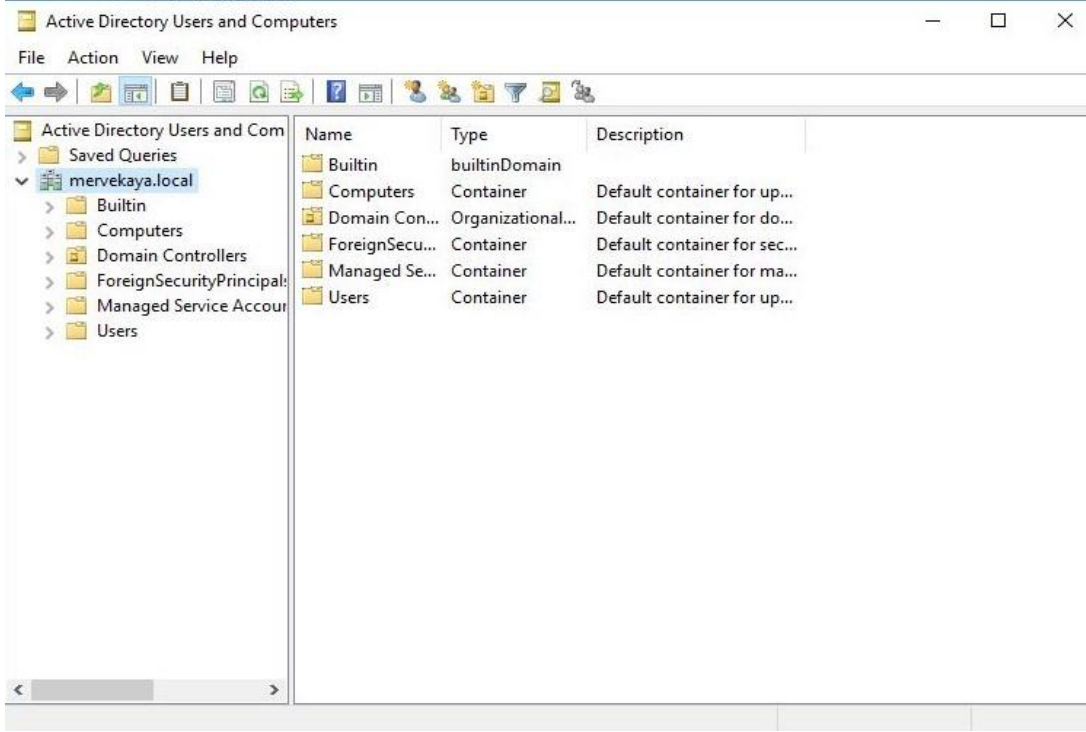 Active Directory Users and Computers
File Action View Help
Active Directory Users and Com
Saved Queries
mervekaya.local
Builtin
Computers
Domain Controllers
ForeignSecurityPrincipals
Managed Service Accoun
Users
Name Type Description
Builtin builtinDomain
Computers Container Default container for up...
Domain Con... Organizational... Default container for do...
ForeignSecu... Container Default container for sec...
Managed Se... Container Default container for ma...
Users Container Default container for up...